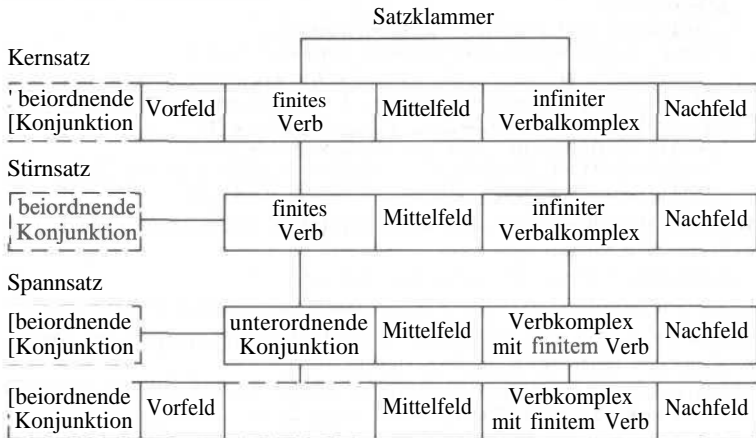 Satzklammer
Kernsatz
' beiordnende
[Konjunktion
Vorfeld
finites
Verb
Mittelfeld
infiniter
Verbalkomplex
Nachfeld
Stirnsatz
beiordnende
Konjunktion
finites
Verb
Mittelfeld
infiniter
Verbalkomplex
Nachfeld
Spannsatz
[beiordnende
[Konjunktion
unterordnende
Konjunktion
Mittelfeld
Verbkomplex
mit finitem Verb
Nachfeld
[beiordnende
Konjunktion
Vorfeld
Mittelfeld
Verbkomplex
mit finitem Verb
Nachfeld